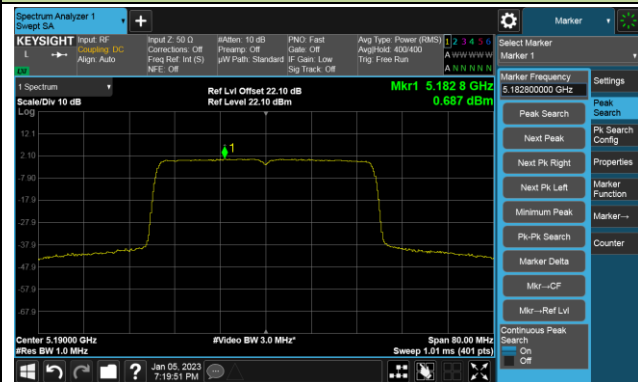 Spectrum Analyzer 1
Swept SA
Marker
KEYSIGHT
L
LXI
Input: RF
Coupling: DC
Align: Auto
Input Z: 50 Ω
Corrections: Off
Freq Ref: Int (S)
NFE: Off
#Atten: 10 dB
Preamp: Off
µW Path: Standard
PNO: Fast
Gate: Off
IF Gain: Low
Sig Track: Off
Avg Type: Power (RMS)
Avg|Hold: 400/400
Trig: Free Run
1 2 3 4 5 6
A W W W W W
A N N N N N
Select Marker
Marker 1
1 Spectrum
Scale/Div 10 dB
Log
Ref Lvl Offset 22.10 dB
Ref Level 22.10 dBm
Mkr1 5.182 8 GHz
0.687 dBm
1
12.1
2.10
-7.90
-17.9
-27.9
-37.9
-47.9
-57.9
-67.9
Center 5.19000 GHz
#Res BW 1.0 MHz
#Video BW 3.0 MHz*
Span 80.00 MHz
Sweep 1.01 ms (401 pts)
Marker Frequency
5.182800000 GHz
Peak Search
Next Peak
Next Pk Right
Next Pk Left
Minimum Peak
Pk-Pk Search
Marker Delta
Mkr→CF
Mkr→Ref Lvl
Continuous Peak
Search
On
Off
Settings
Peak
Search
Pk Search
Config
Properties
Marker
Function
Marker→
Counter
?
Jan 05, 2023
7:19:51 PM